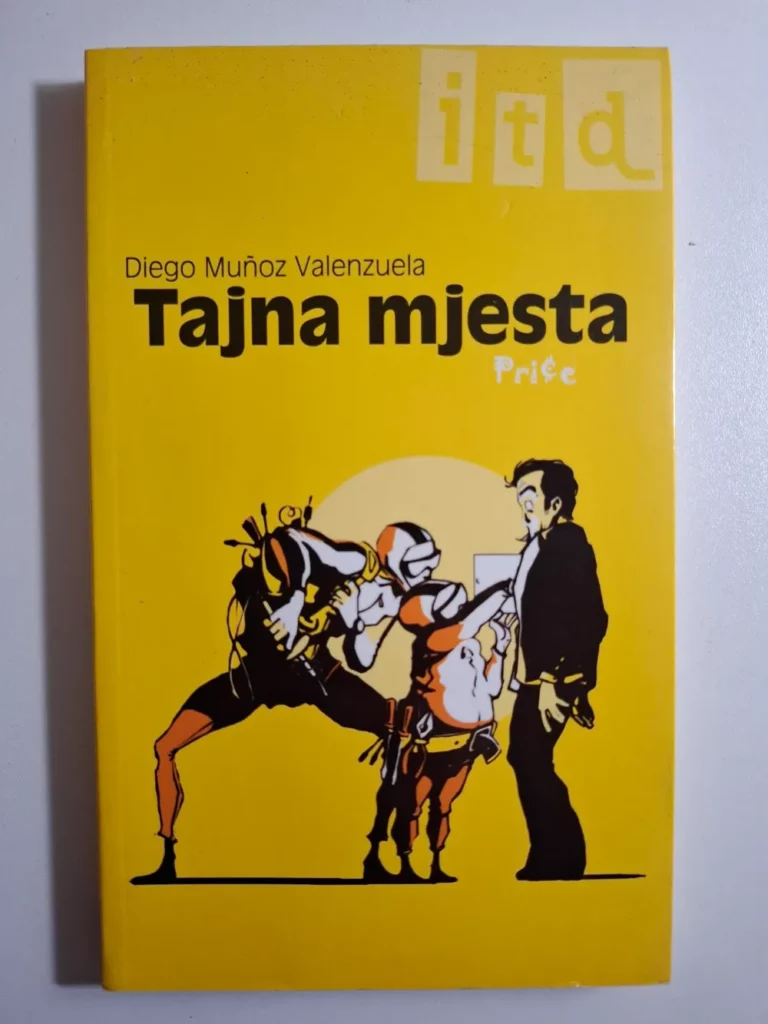 itd
Diego Muñoz Valenzuela
Tajna mjesta
Pri¢e